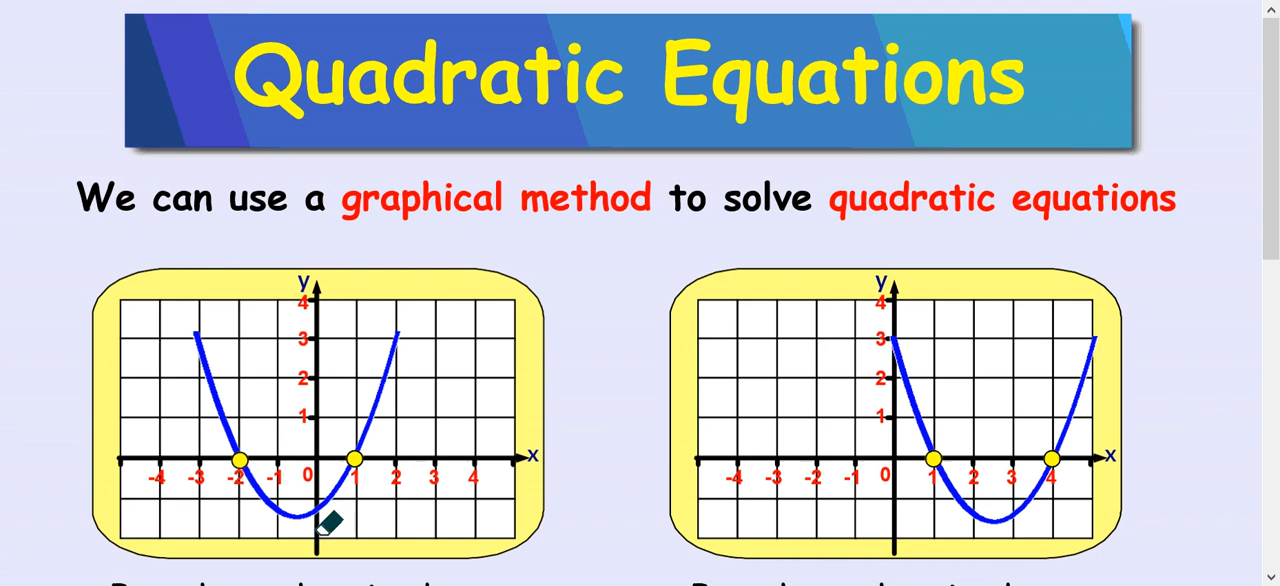 Quadratic Equations
We can use a graphical method to solve quadratic equations
y
4
3
2
1
-4 -3 -2 -1 0 1 2 3 4 x
y
4
3
2
1
-4 -3 -2 -1 0 1 2 3 4 x